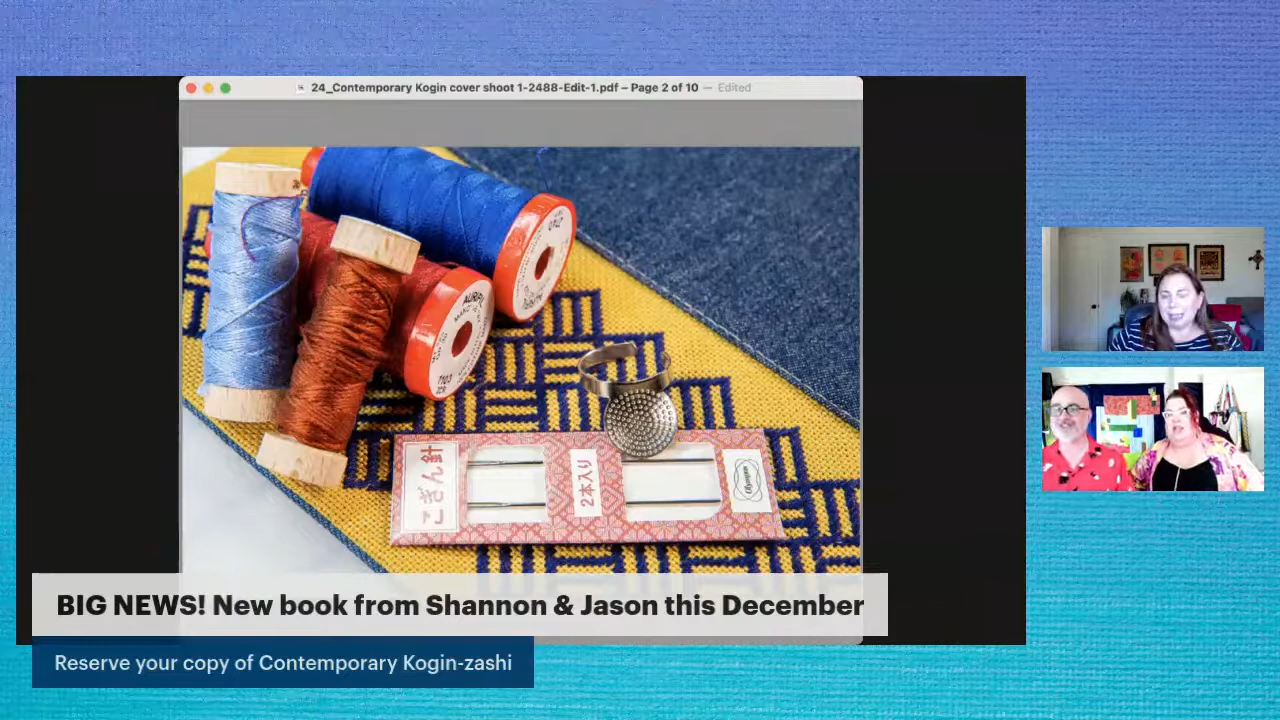 24_Contemporary Kogin cover shoot 1-2488-Edit-1.pdf – Page 2 of 10 — Edited
こぎん針
2本入り
Olympus
BIG NEWS! New book from Shannon & Jason this December
Reserve your copy of Contemporary Kogin-zashi